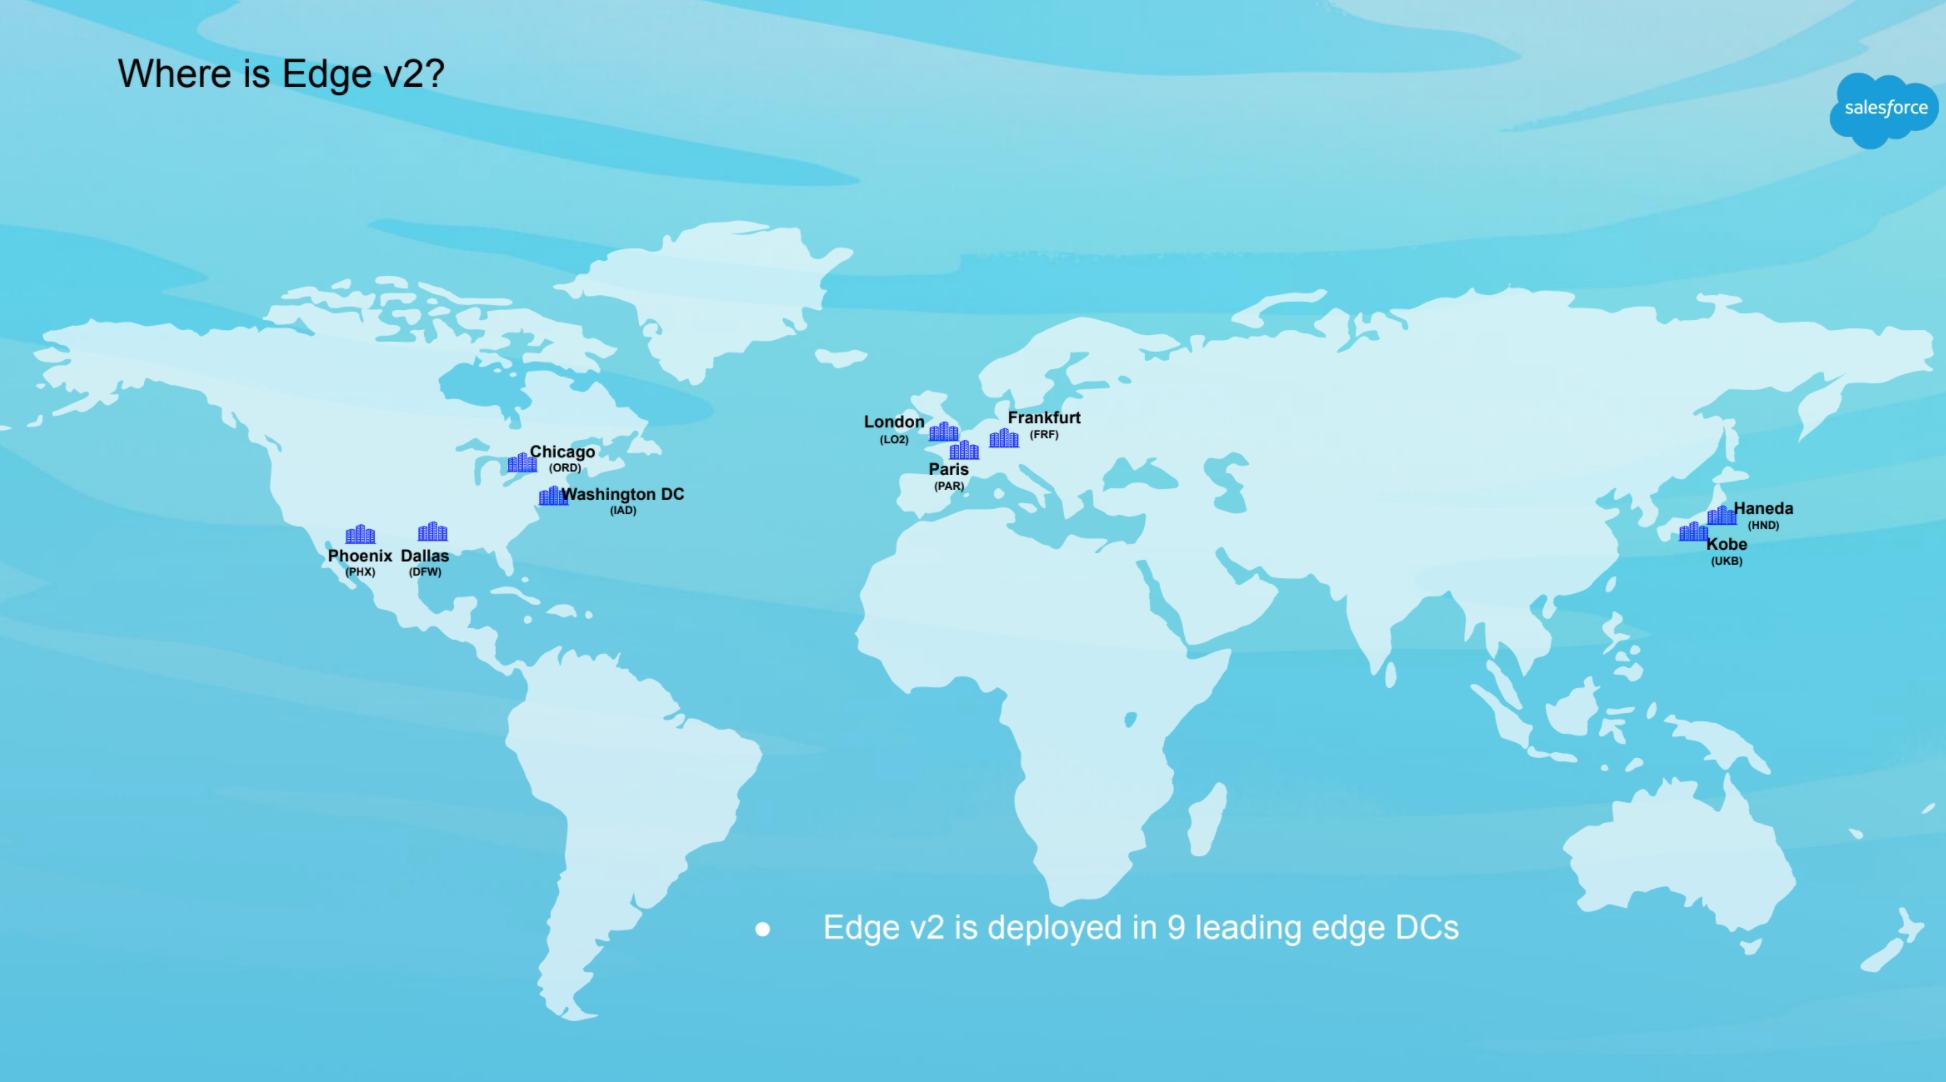 Where is Edge v2?
salesforce
London
(LO2)
Frankfurt
(FRF)
Paris
(PAR)
Chicago
(ORD)
Washington DC
(IAD)
Phoenix
(PHX)
Dallas
(DFW)
Haneda
(HND)
Kobe
(UKB)
● Edge v2 is deployed in 9 leading edge DCs